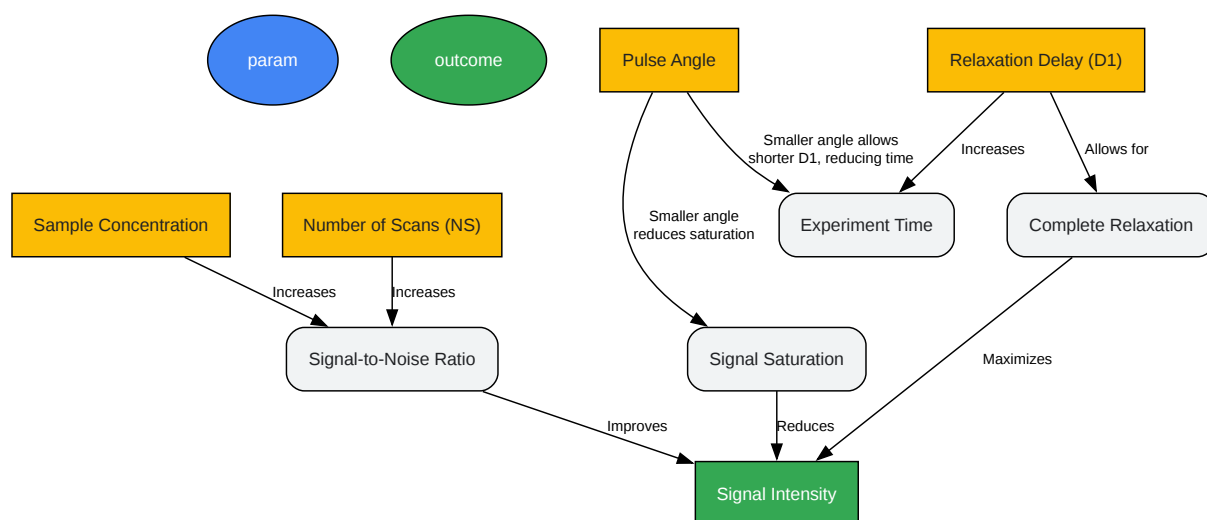 param
outcome
Pulse Angle
Relaxation Delay (D1)
Smaller angle allows
shorter D1, reducing time
Increases
Allows for
Sample Concentration
Number of Scans (NS)
Smaller angle
reduces saturation
Experiment Time
Complete Relaxation
Increases
Increases
Signal-to-Noise Ratio
Signal Saturation
Maximizes
Improves
Reduces
Signal Intensity